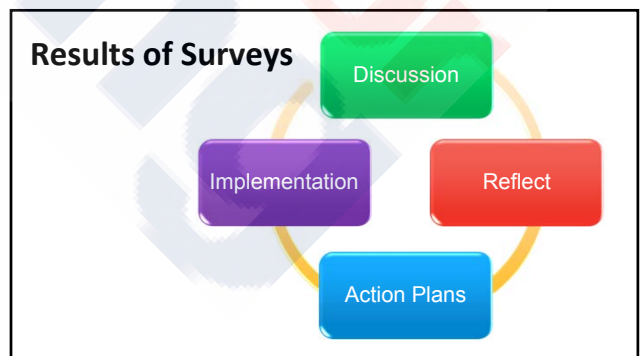 Results of Surveys
Discussion
Reflect
Action Plans
Implementation